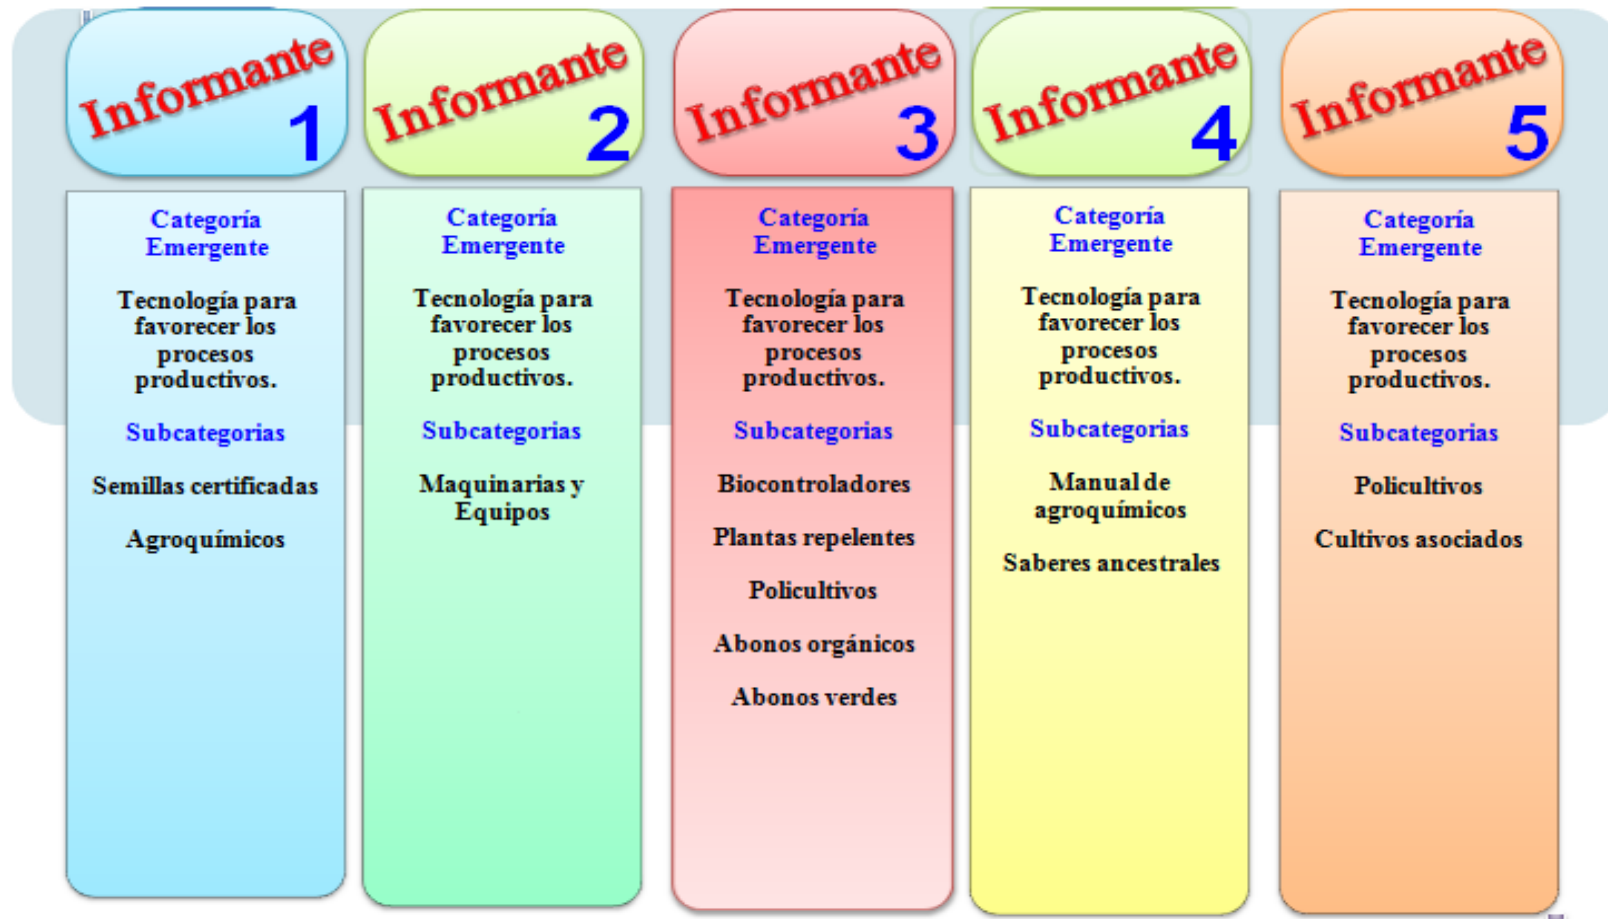 Informante
1
Categoría
Emergente
Tecnología para
favorecer los
procesos
productivos.
Subcategorias
Semillas certificadas
Agroquímicos
Informante
2
Categoría
Emergente
Tecnología para
favorecer los
procesos
productivos.
Subcategorias
Maquinarias y
Equipos
Informante
3
Categoría
Emergente
Tecnología para
favorecer los
procesos
productivos.
Subcategorias
Biocontroladores
Plantas repelentes
Policultivos
Abonos orgánicos
Abonos verdes
Informante
4
Categoría
Emergente
Tecnología para
favorecer los
procesos
productivos.
Subcategorias
Manual de
agroquímicos
Saberes ancestrales
Informante
5
Categoría
Emergente
Tecnología para
favorecer los
procesos
productivos.
Subcategorias
Policultivos
Cultivos asociados